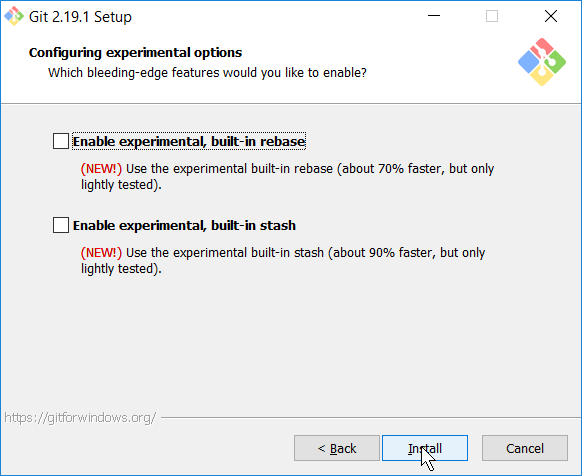 Git 2.19.1 Setup
Configuring experimental options
Which bleeding-edge features would you like to enable?
Enable experimental, built-in rebase
(NEW!) Use the experimental built-in rebase (about 70% faster, but only
lightly tested).
Enable experimental, built-in stash
(NEW!) Use the experimental built-in stash (about 90% faster, but only
lightly tested).
https://gitforwindows.org/
< Back
Install
Cancel